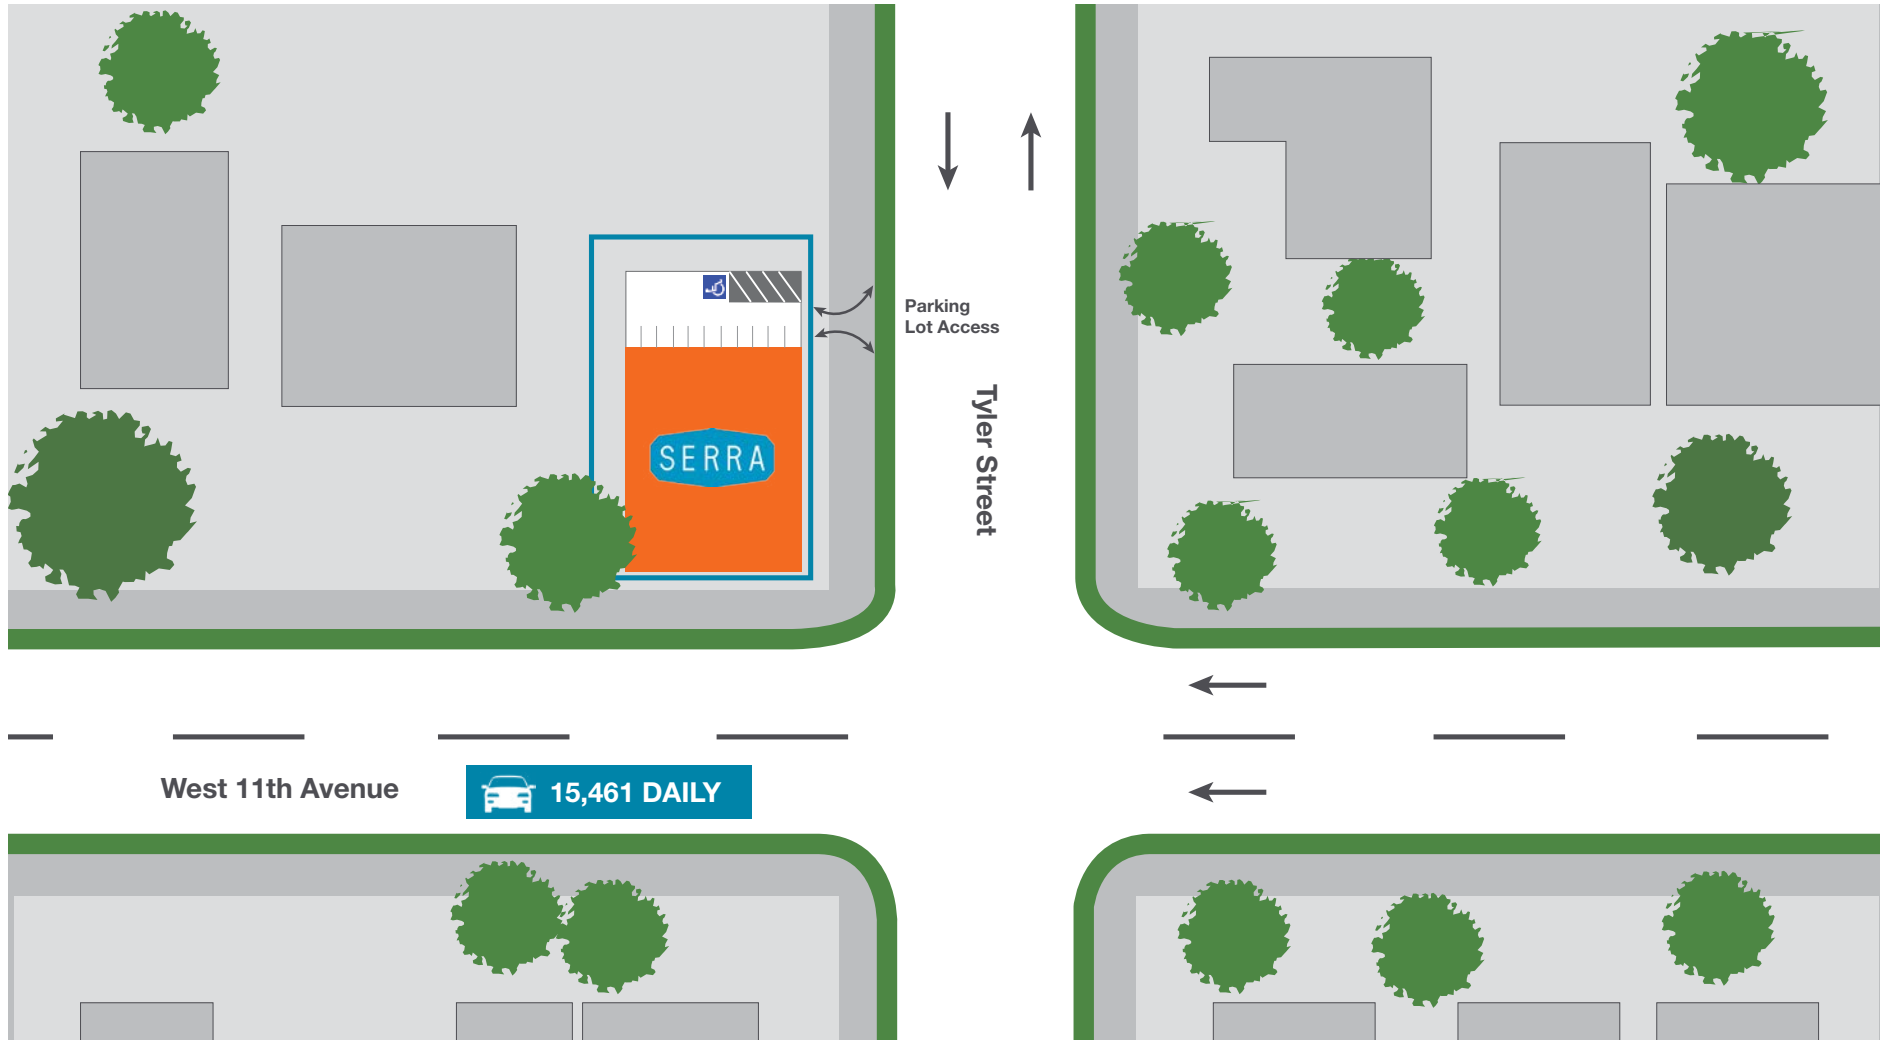 Parking
Lot Access
Tyler Street
SERRA
West 11th Avenue
15,461 DAILY